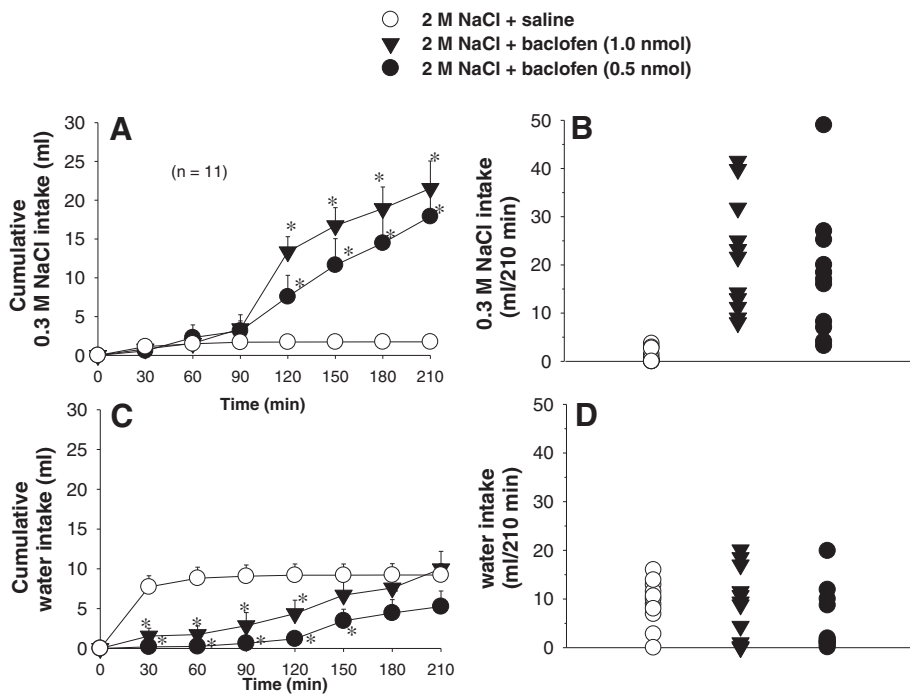 2 M NaCl + saline
2 M NaCl + baclofen (1.0 nmol)
2 M NaCl + baclofen (0.5 nmol)
A
Cumulative
0.3 M NaCl intake (ml)
30
25
20
15
10
5
0
(n = 11)
* * * *
* * * *
0 30 60 90 120 150 180 210
Time (min)
B
0.3 M NaCl intake
(ml/210 min)
50
40
30
20
10
0
C
Cumulative
water intake (ml)
30
25
20
15
10
5
0
* * * *
* * * * *
0 30 60 90 120 150 180 210
Time (min)
D
water intake
(ml/210 min)
50
40
30
20
10
0